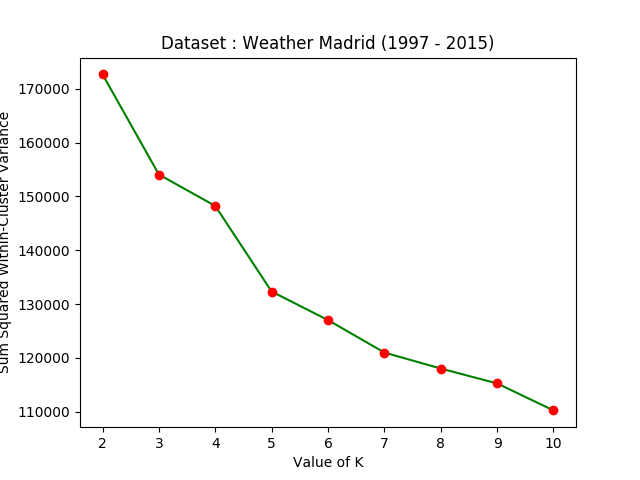 Dataset : Weather Madrid (1997 - 2015)
Sum Squared Within-Cluster Variance
170000
160000
150000
140000
130000
120000
110000
2 3 4 5 6 7 8 9 10
Value of K